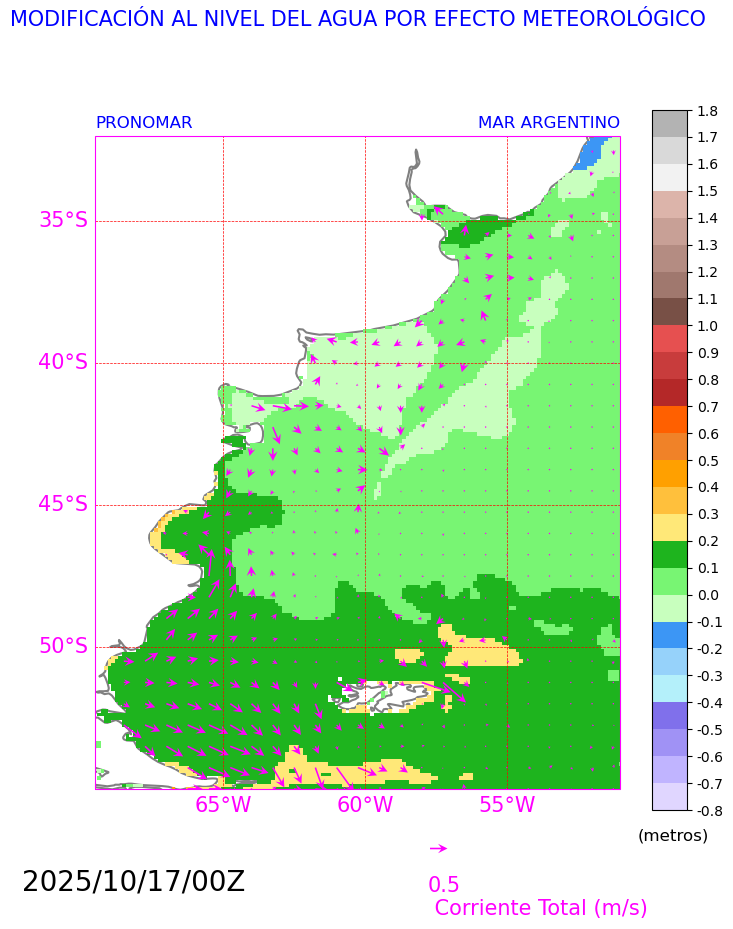 MODIFICACIÓN AL NIVEL DEL AGUA POR EFECTO METEOROLÓGICO
PRONOMAR MAR ARGENTINO
1.8
1.7
1.6
1.5
1.4
1.3
1.2
1.1
1.0
0.9
0.8
0.7
0.6
0.5
0.4
0.3
0.2
0.1
0.0
-0.1
-0.2
-0.3
-0.4
-0.5
-0.6
-0.7
-0.8
(metros)
35°S
40°S
45°S
50°S
65°W 60°W 55°W
2025/10/17/00Z
0.5
Corriente Total (m/s)